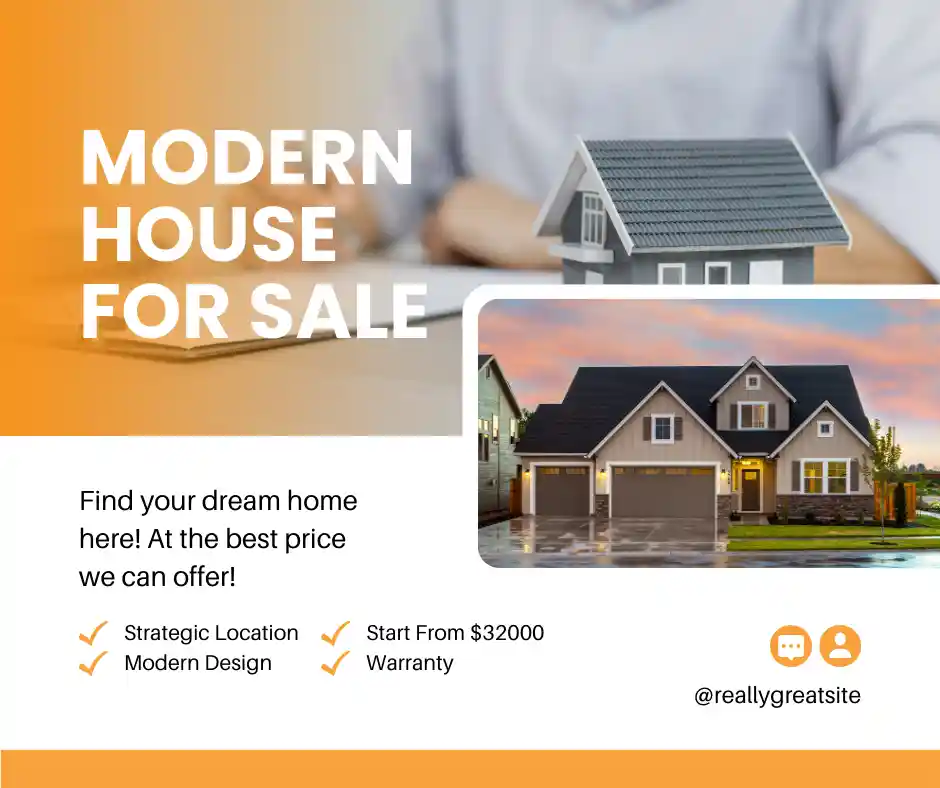 MODERN
HOUSE
FOR SALE
Find your dream home
here! At the best price
we can offer!
Strategic Location
Modern Design
Start From $32000
Warranty
@reallygreatsite